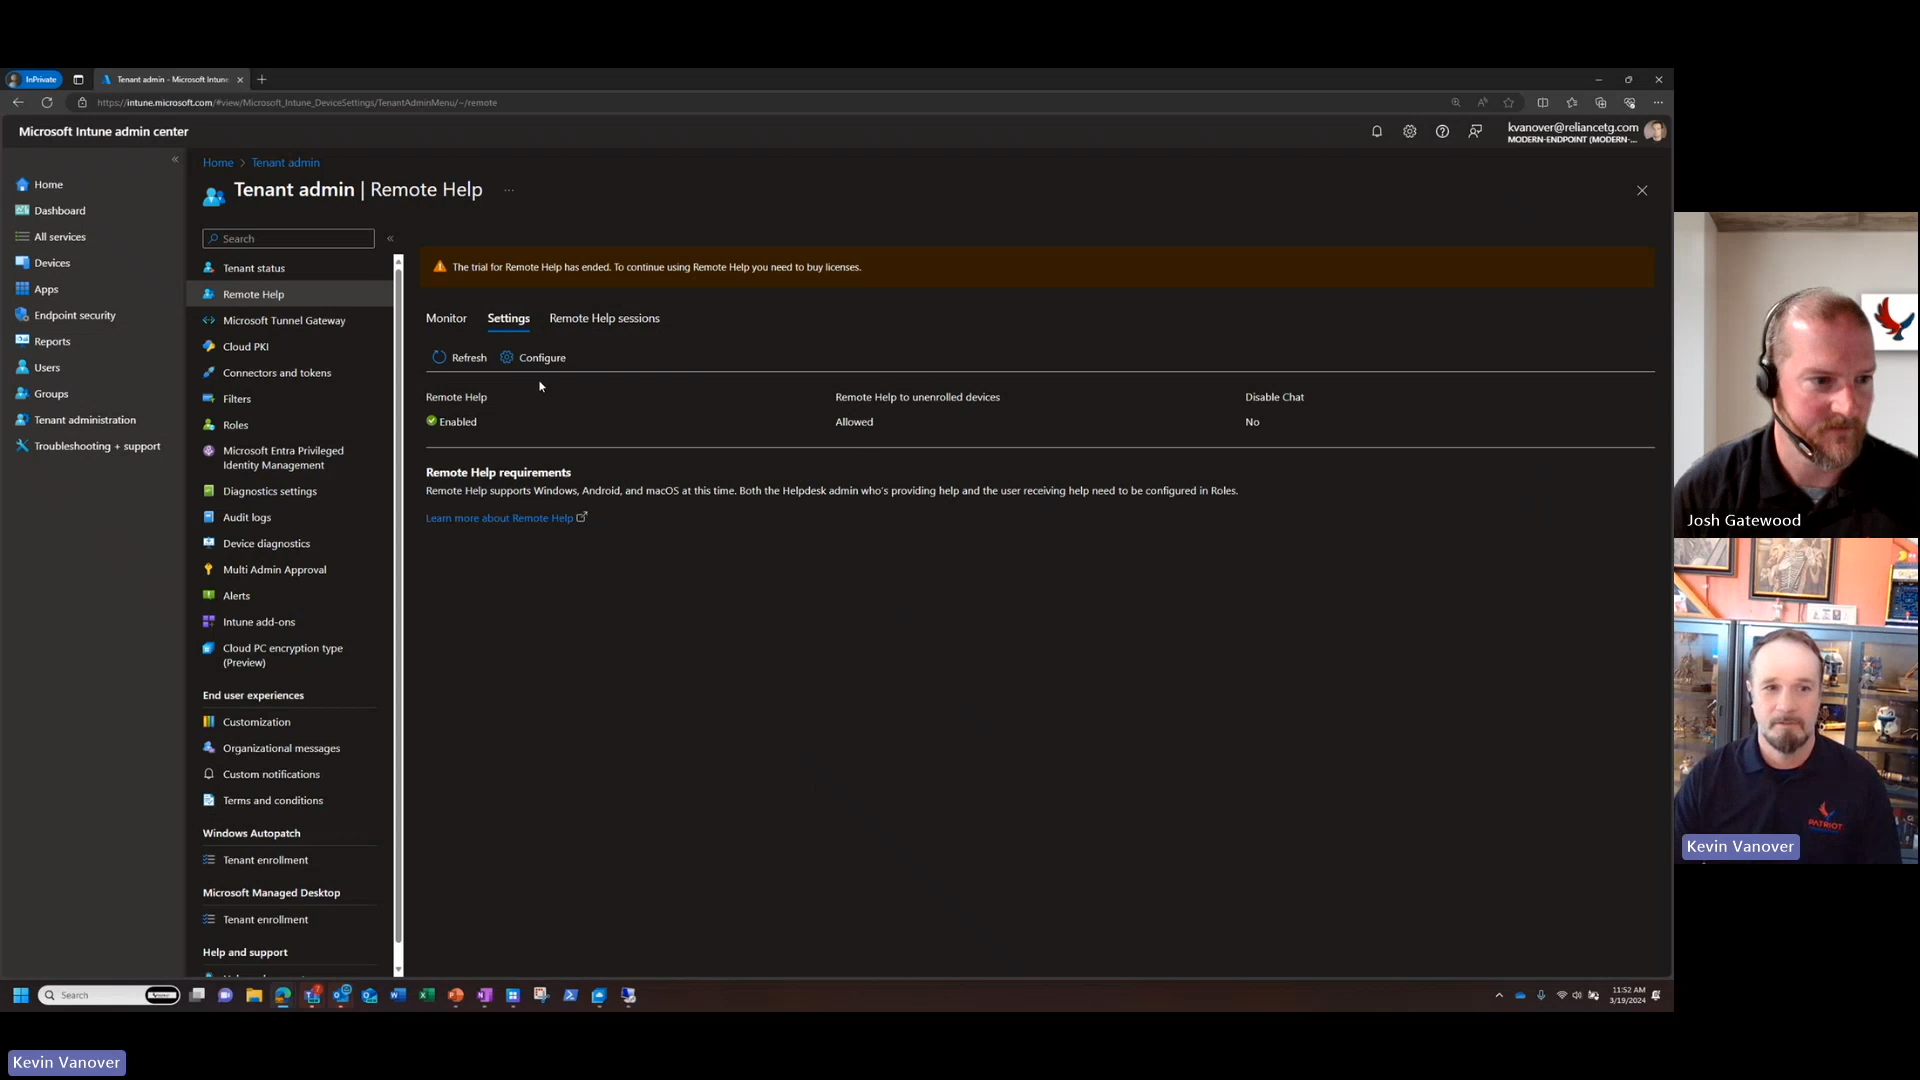 InPrivate
Tenant admin - Microsoft Intune
https://intune.microsoft.com/#view/Microsoft_Intune_DeviceSettings/TenantAdminMenu/~/remote
Microsoft Intune admin center
kvanover@reliancetg.com
MODERN-ENDPOINT (MODERN-...
Home > Tenant admin
Tenant admin | Remote Help ...
Home
Dashboard
All services
Devices
Apps
Endpoint security
Reports
Users
Groups
Tenant administration
Troubleshooting + support
Search
Tenant status
Remote Help
Microsoft Tunnel Gateway
Cloud PKI
Connectors and tokens
Filters
Roles
Microsoft Entra Privileged
Identity Management
Diagnostics settings
Audit logs
Device diagnostics
Multi Admin Approval
Alerts
Intune add-ons
Cloud PC encryption type
(Preview)
End user experiences
Customization
Organizational messages
Custom notifications
Terms and conditions
Windows Autopatch
Tenant enrollment
Microsoft Managed Desktop
Tenant enrollment
Help and support
The trial for Remote Help has ended. To continue using Remote Help you need to buy licenses.
Monitor Settings Remote Help sessions
Refresh Configure
Remote Help Remote Help to unenrolled devices Disable Chat
Enabled Allowed No
Remote Help requirements
Remote Help supports Windows, Android, and macOS at this time. Both the Helpdesk admin who's providing help and the user receiving help need to be configured in Roles.
Learn more about Remote Help
Josh Gatewood
PATRIOT
Kevin Vanover
Search
11:52 AM
3/19/2024
Kevin Vanover